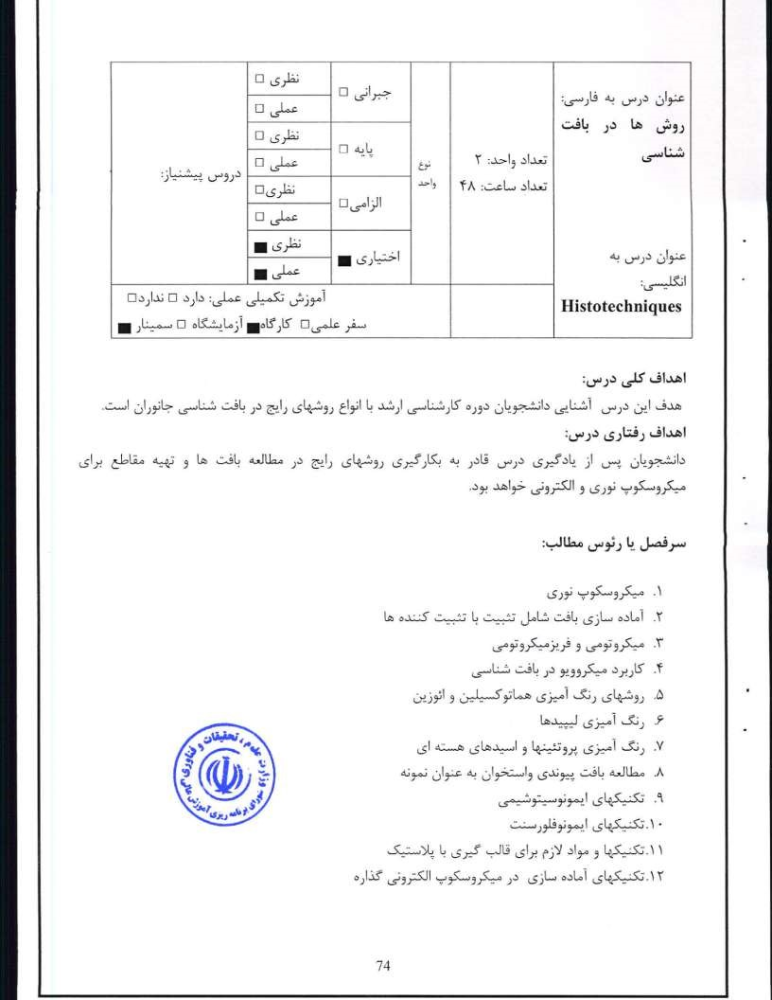 عنوان درس به فارسی:
روش ها در بافت
شناسی
عنوان درس به
انگلیسی:
Histotechniques
تعداد واحد: ۲
تعداد ساعت: ۴۸
نوع
واحد
جبرانی □
نظری □
عملی □
پایه □
نظری □
عملی □
الزامی□
نظری□
عملی □
اختیاری ■
نظری ■
عملی ■
دروس پیشنیاز:
آموزش تکمیلی عملی: دارد □ ندارد□
سفر علمی□ کارگاه■ آزمایشگاه □ سمینار ■
اهداف کلی درس:
هدف این درس آشنایی دانشجویان دوره کارشناسی ارشد با انواع روشهای رایج در بافت شناسی جانوران است.
اهداف رفتاری درس:
دانشجویان پس از یادگیری درس قادر به بکارگیری روشهای رایج در مطالعه بافت ها و تهیه مقاطع برای
میکروسکوپ نوری و الکترونی خواهد بود.
سرفصل یا رئوس مطالب:
۱. میکروسکوپ نوری
۲. آماده سازی بافت شامل تثبیت با تثبیت کننده ها
۳. میکروتومی و فریزمیکروتومی
۴. کاربرد میکروویو در بافت شناسی
۵. روشهای رنگ آمیزی هماتوکسیلین و ائوزین
۶. رنگ آمیزی لیپیدها
۷. رنگ آمیزی پروتئینها و اسیدهای هسته ای
۸. مطالعه بافت پیوندی واستخوان به عنوان نمونه
۹. تکنیکهای ایمونوسیتوشیمی
۱۰.تکنیکهای ایمونوفلورسنت
۱۱.تکنیکها و مواد لازم برای قالب گیری با پلاستیک
۱۲.تکنیکهای آماده سازی در میکروسکوپ الکترونی گذاره
وزارت علوم، تحقیقات و فناوری
شورای برنامه ریزی آموزش عالی
74